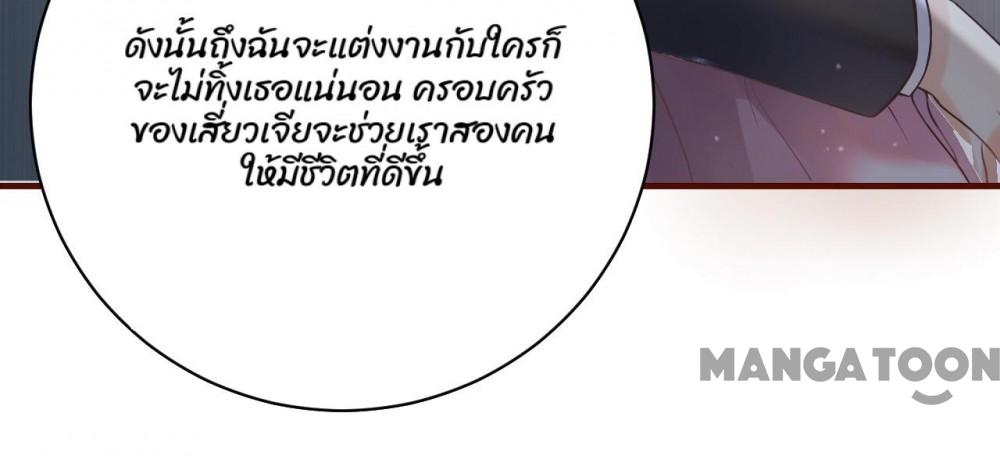 ดังนั้นถึงฉันจะแต่งงานกับใครก็
จะไม่ทิ้งเธอแน่นอน ครอบครัว
ของเสี่ยวเจียจะช่วยเราสองคน
ให้มีชีวิตที่ดีขึ้น
MANGATOON